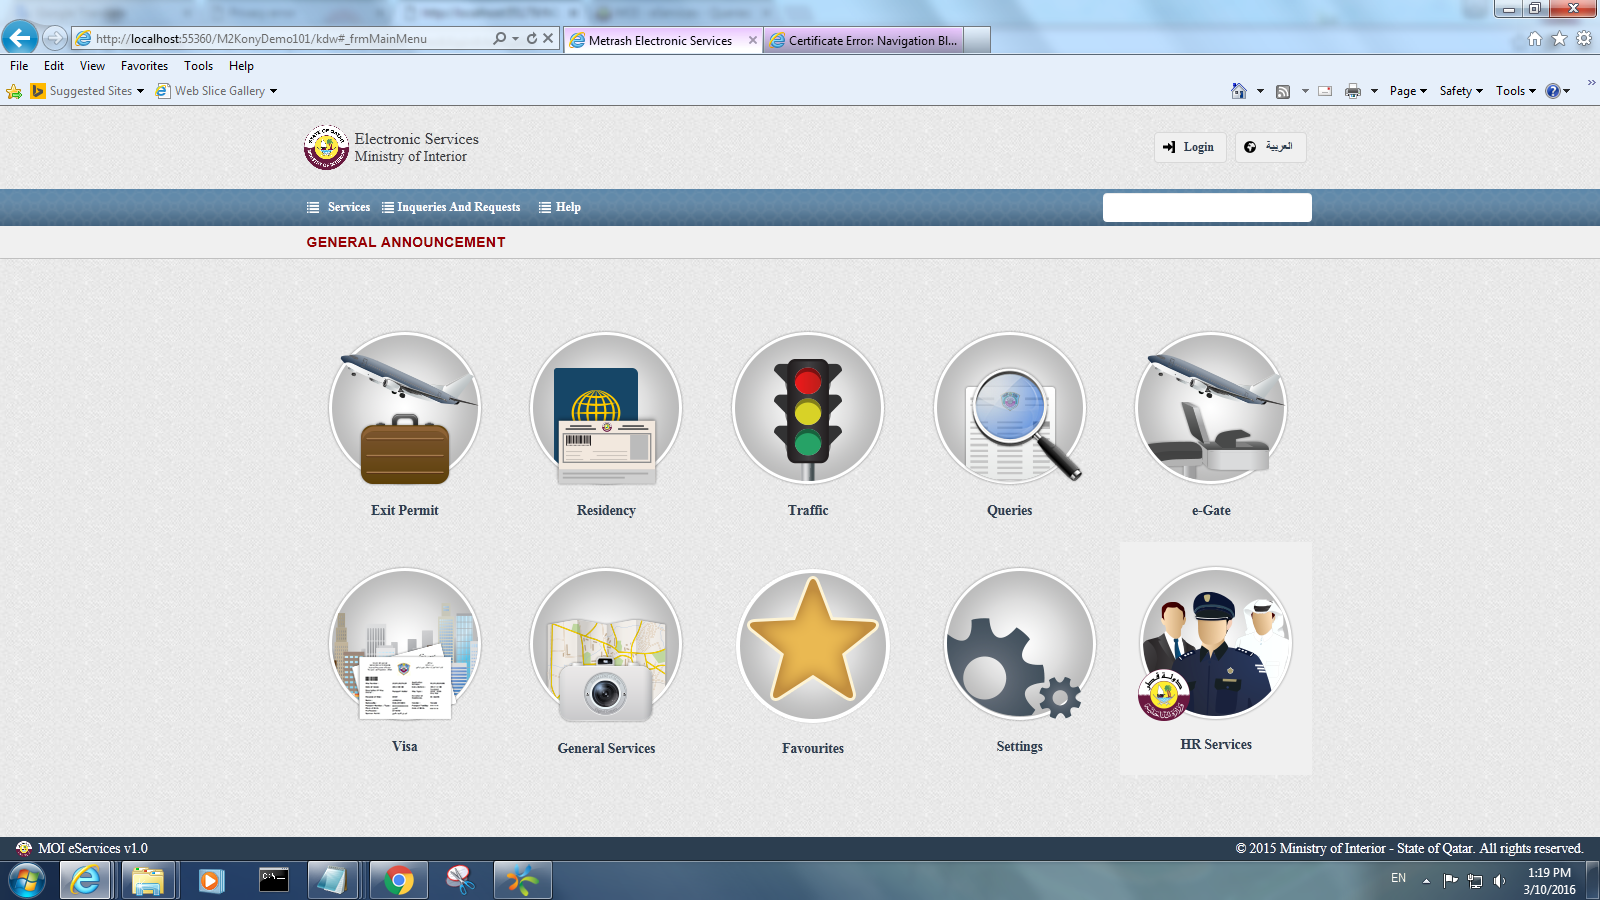 http://localhost:55360/M2KonyDemo101/kdw#_frmMainMenu
Metrash Electronic Services
Certificate Error: Navigation Bl...
File Edit View Favorites Tools Help
Suggested Sites Web Slice Gallery
Page Safety Tools
Electronic Services
Ministry of Interior
Login
العربية
Services Inqueries And Requests Help
GENERAL ANNOUNCEMENT
Exit Permit Residency Traffic Queries e-Gate
Visa General Services Favourites Settings HR Services
MOI eServices v1.0
© 2015 Ministry of Interior - State of Qatar. All rights reserved.
EN
1:19 PM
3/10/2016